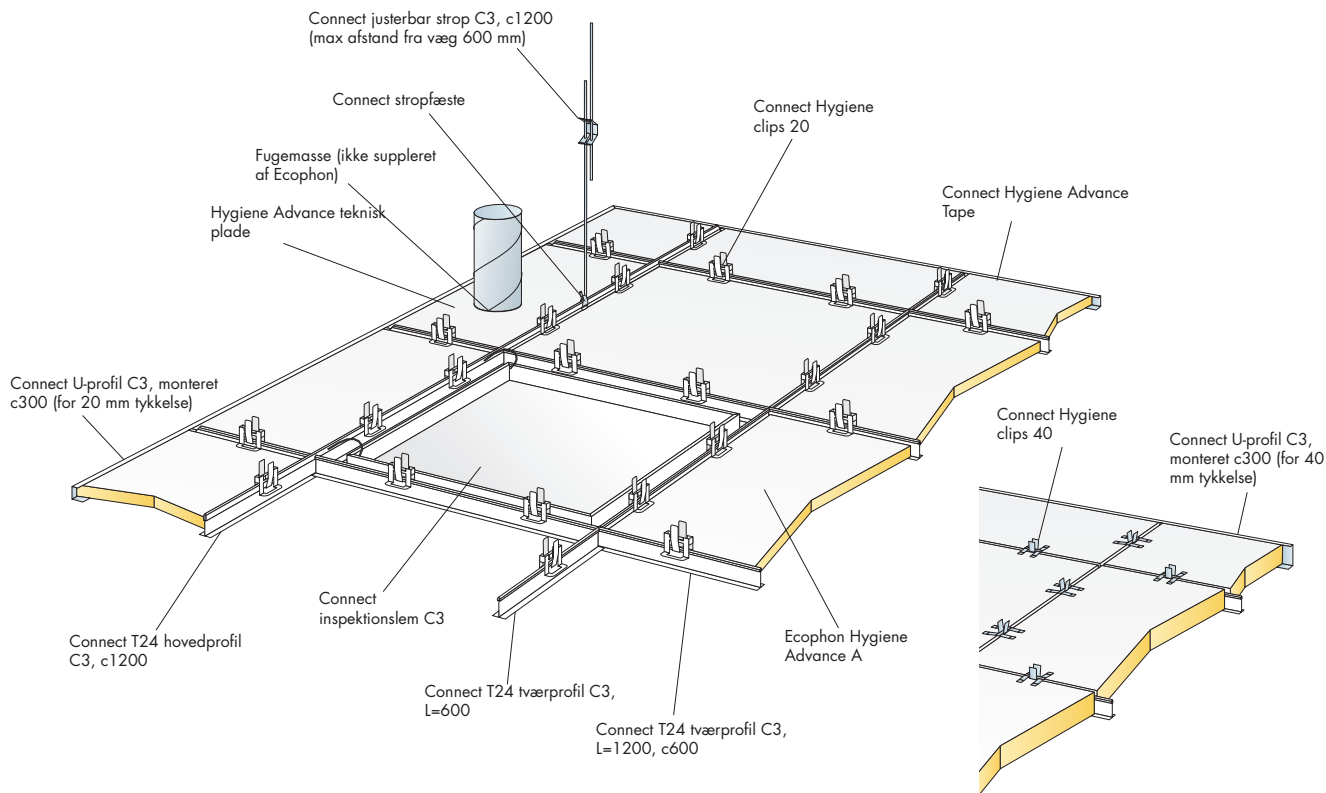 Connect justerbar strop C3, c1200
(max afstand fra væg 600 mm)
Connect stropfæste
Connect Hygiene
clips 20
Fugemasse (ikke suppleret
af Ecophon)
Connect Hygiene Advance
Tape
Hygiene Advance teknisk
plade
Connect U-profil C3, monteret
c300 (for 20 mm tykkelse)
Connect Hygiene
clips 40
Connect U-profil C3,
monteret c300 (for 40
mm tykkelse)
Connect
inspektionslem C3
Connect T24 hovedprofil
C3, c1200
Ecophon Hygiene
Advance A
Connect T24 tværprofil C3,
L=600
Connect T24 tværprofil C3,
L=1200, c600